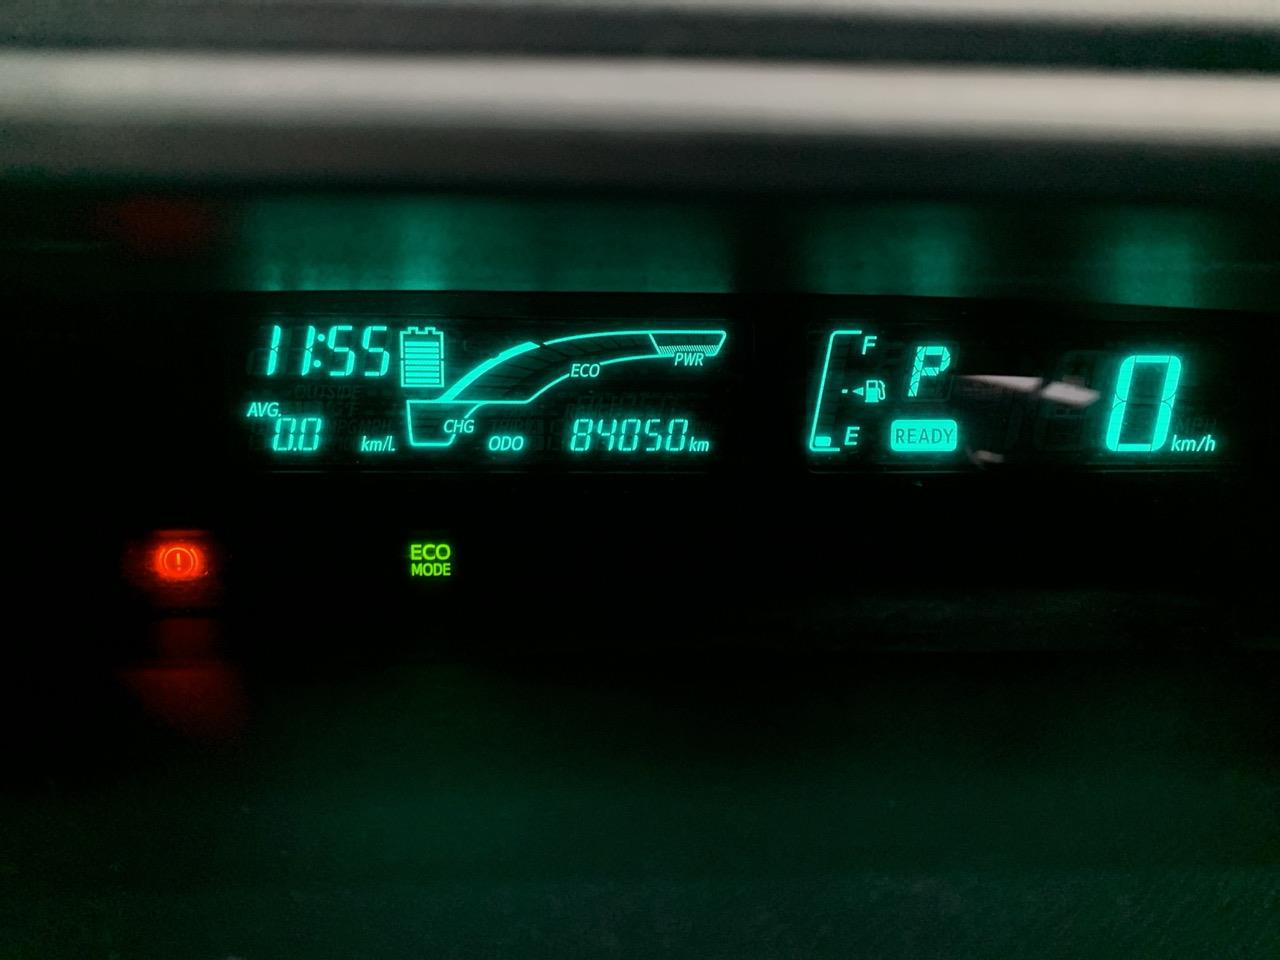 11:55
PWR
ECO
AVG.
0.0 km/L
CHG
ODO 84050 km
F
E
P
READY
0 km/h
ECO
MODE